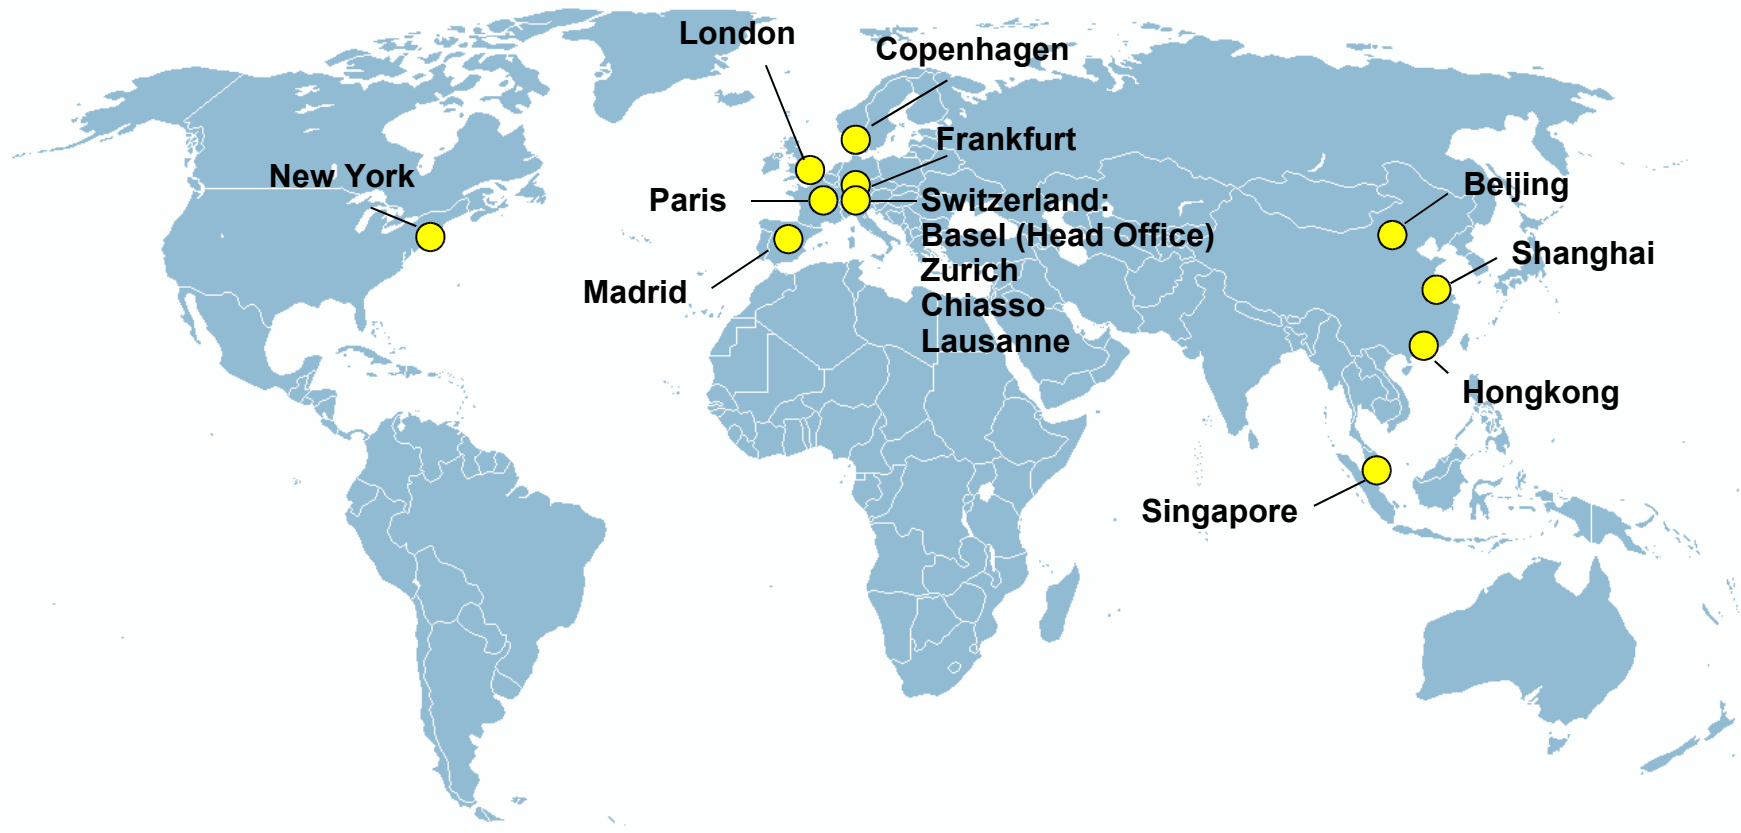 London
Copenhagen
Frankfurt
New York
Paris
Switzerland:
Basel (Head Office)
Zurich
Chiasso
Lausanne
Madrid
Beijing
Shanghai
Hongkong
Singapore